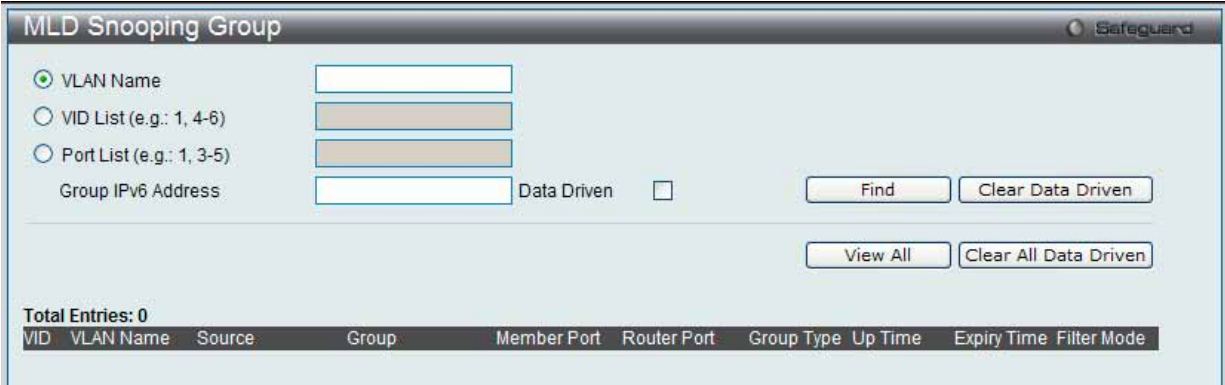 MLD Snooping Group
Safeguard
VLAN Name
VID List (e.g.: 1, 4-6)
Port List (e.g.: 1, 3-5)
Group IPv6 Address Data Driven Find Clear Data Driven
View All Clear All Data Driven
Total Entries: 0
VID VLAN Name Source Group Member Port Router Port Group Type Up Time Expiry Time Filter Mode